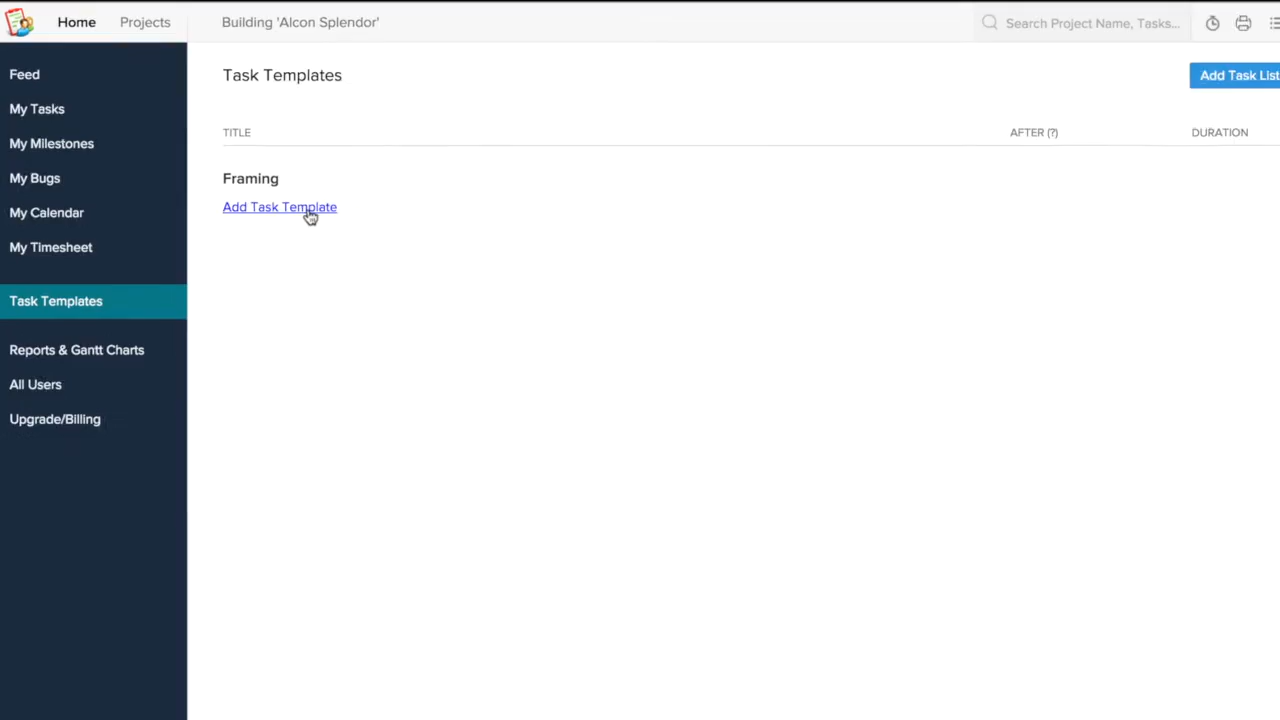 Home Projects Building 'Alcon Splendor' Search Project Name, Tasks...
Feed
My Tasks
My Milestones
My Bugs
My Calendar
My Timesheet
Task Templates
Reports & Gantt Charts
All Users
Upgrade/Billing
Task Templates
Add Task List
TITLE AFTER (?) DURATION
Framing
Add Task Template